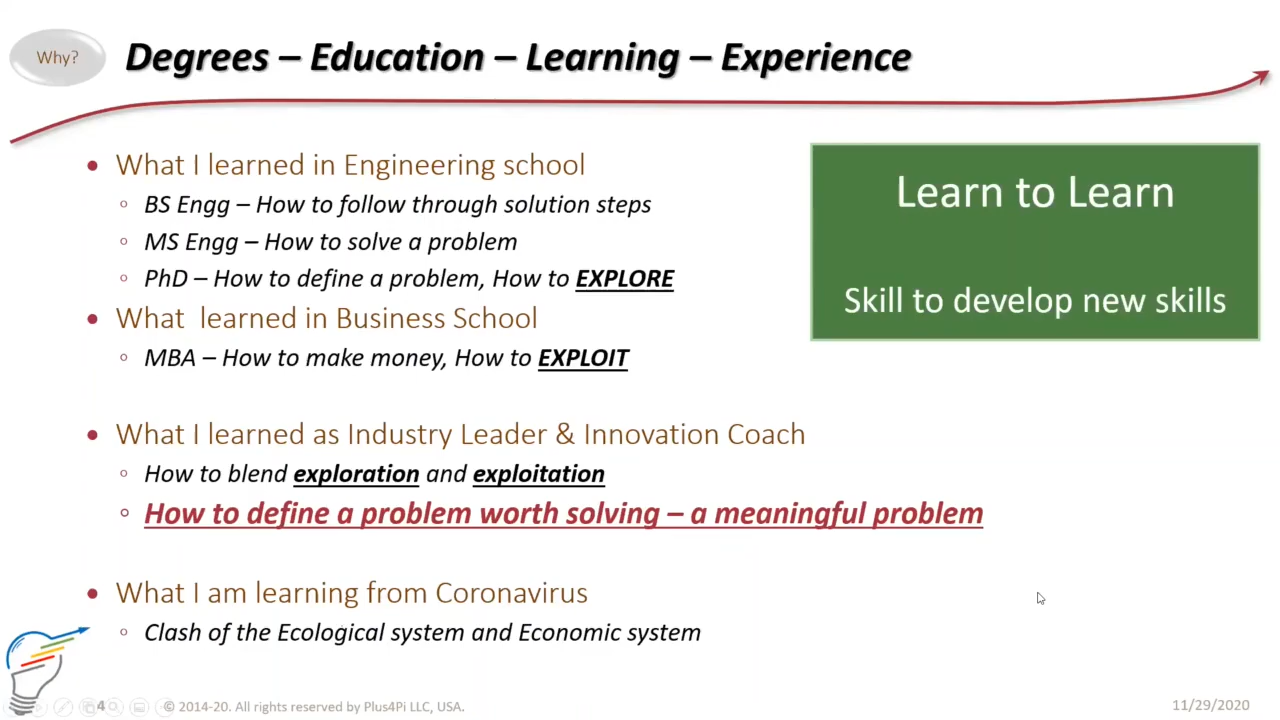 Why?
Degrees – Education – Learning – Experience
What I learned in Engineering school
BS Engg – How to follow through solution steps
MS Engg – How to solve a problem
PhD – How to define a problem, How to EXPLORE
What learned in Business School
MBA – How to make money, How to EXPLOIT
Learn to Learn
Skill to develop new skills
What I learned as Industry Leader & Innovation Coach
How to blend exploration and exploitation
How to define a problem worth solving – a meaningful problem
What I am learning from Coronavirus
Clash of the Ecological system and Economic system
4 © 2014-20. All rights reserved by Plus4Pi LLC, USA. 11/29/2020